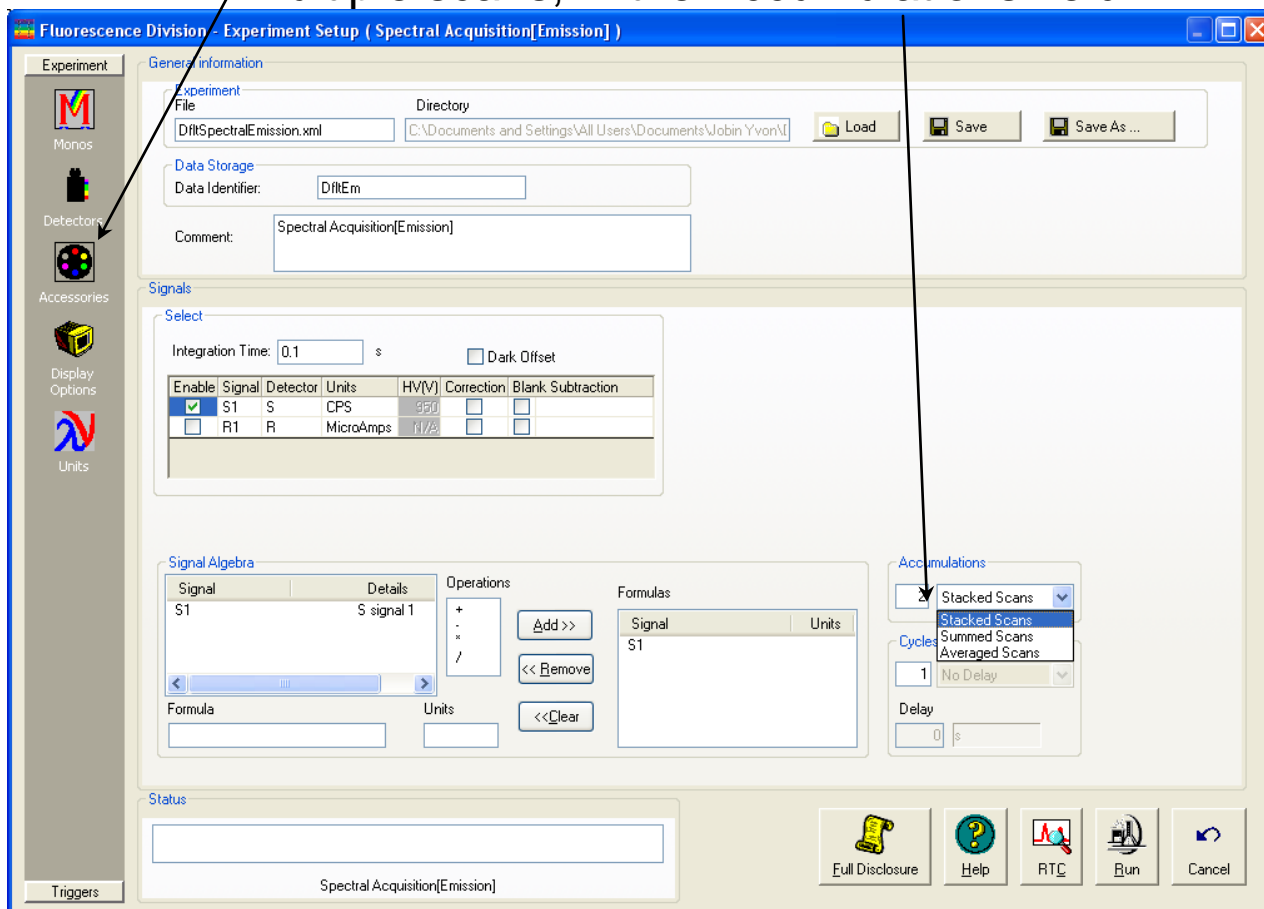 Fluorescence Division - Experiment Setup ( Spectral Acquisition[Emission] )
Experiment
Monos
Detectors
Accessories
Display
Options
Units
Triggers
General information
Experiment
File
Directory
DfltSpectralEmission.xml
C:\Documents and Settings\All Users\Documents\Jobin Yvon\
Load
Save
Save As ...
Data Storage
Data Identifier:
DfltEm
Comment:
Spectral Acquisition[Emission]
Signals
Select
Integration Time: 0.1 s
Dark Offset
Enable Signal Detector Units HV(V) Correction Blank Subtraction
S1 S CPS 950
R1 R MicroAmps N/A
Signal Algebra
Signal Details
S1 S signal 1
Operations
+
-
*
/
Add >>
<< Remove
<<Clear
Formula
Units
Formulas
Signal Units
S1
Accumulations
2 Stacked Scans
Stacked Scans
Summed Scans
Averaged Scans
Cycles
1 No Delay
Delay
0 s
Status
Spectral Acquisition[Emission]
Full Disclosure
Help
RTC
Run
Cancel